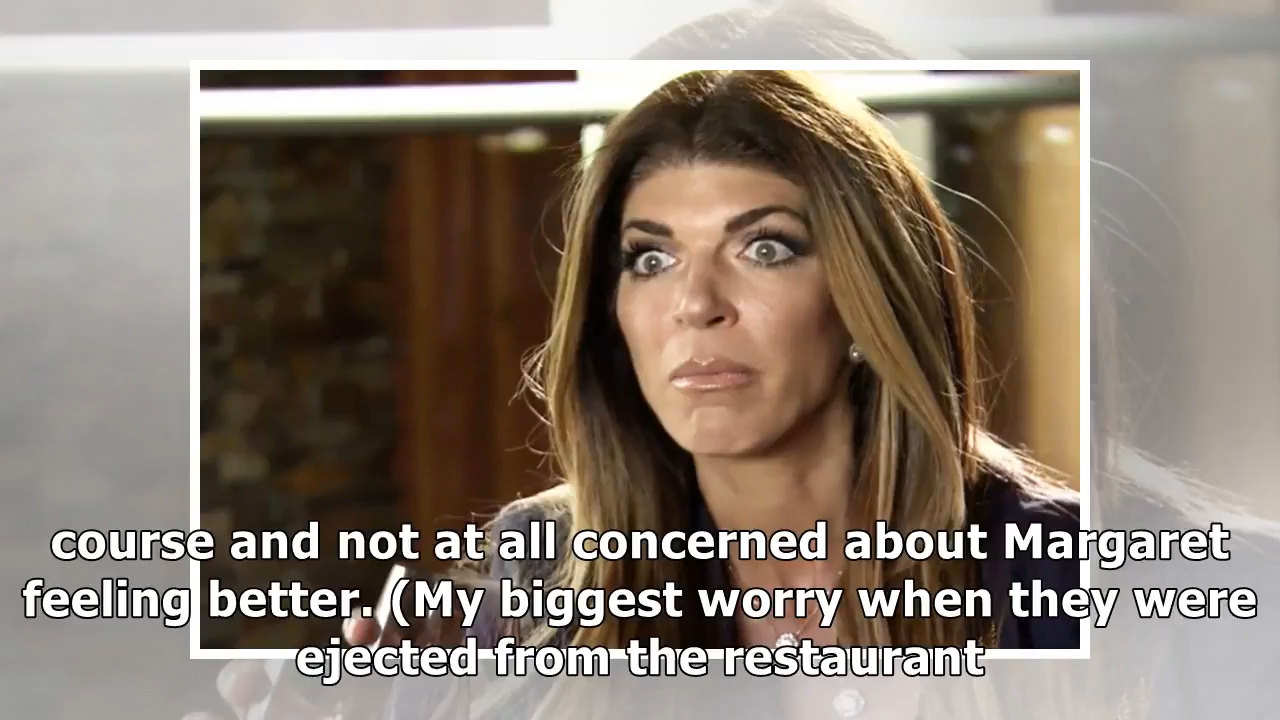 course and not at all concerned about Margaret
feeling better. (My biggest worry when they were
ejected from the restaurant